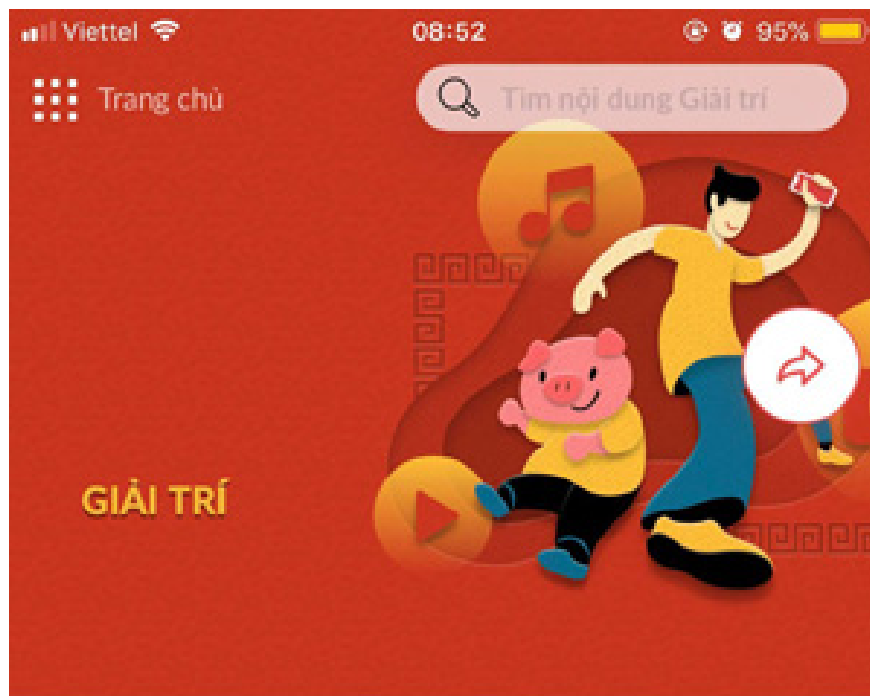 Viettel 08:52 95%
Trang chủ
Tìm nội dung Giải trí
GIẢI TRÍ